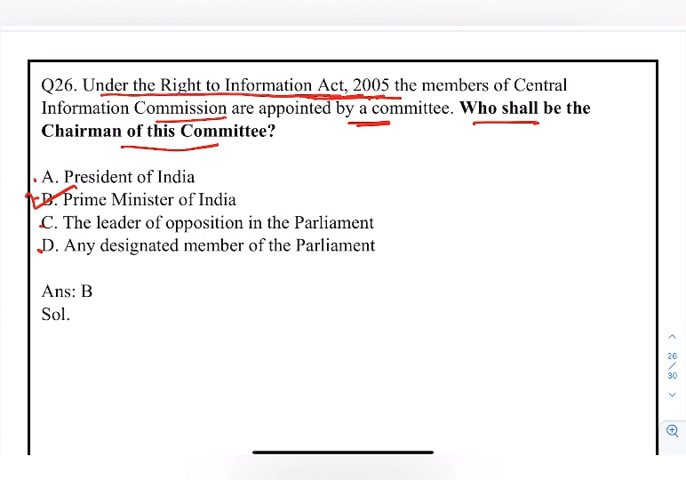 Q26. Under the Right to Information Act, 2005 the members of Central
Information Commission are appointed by a committee. Who shall be the
Chairman of this Committee?
A. President of India
B. Prime Minister of India
C. The leader of opposition in the Parliament
D. Any designated member of the Parliament
Ans: B
Sol.
26
/
30